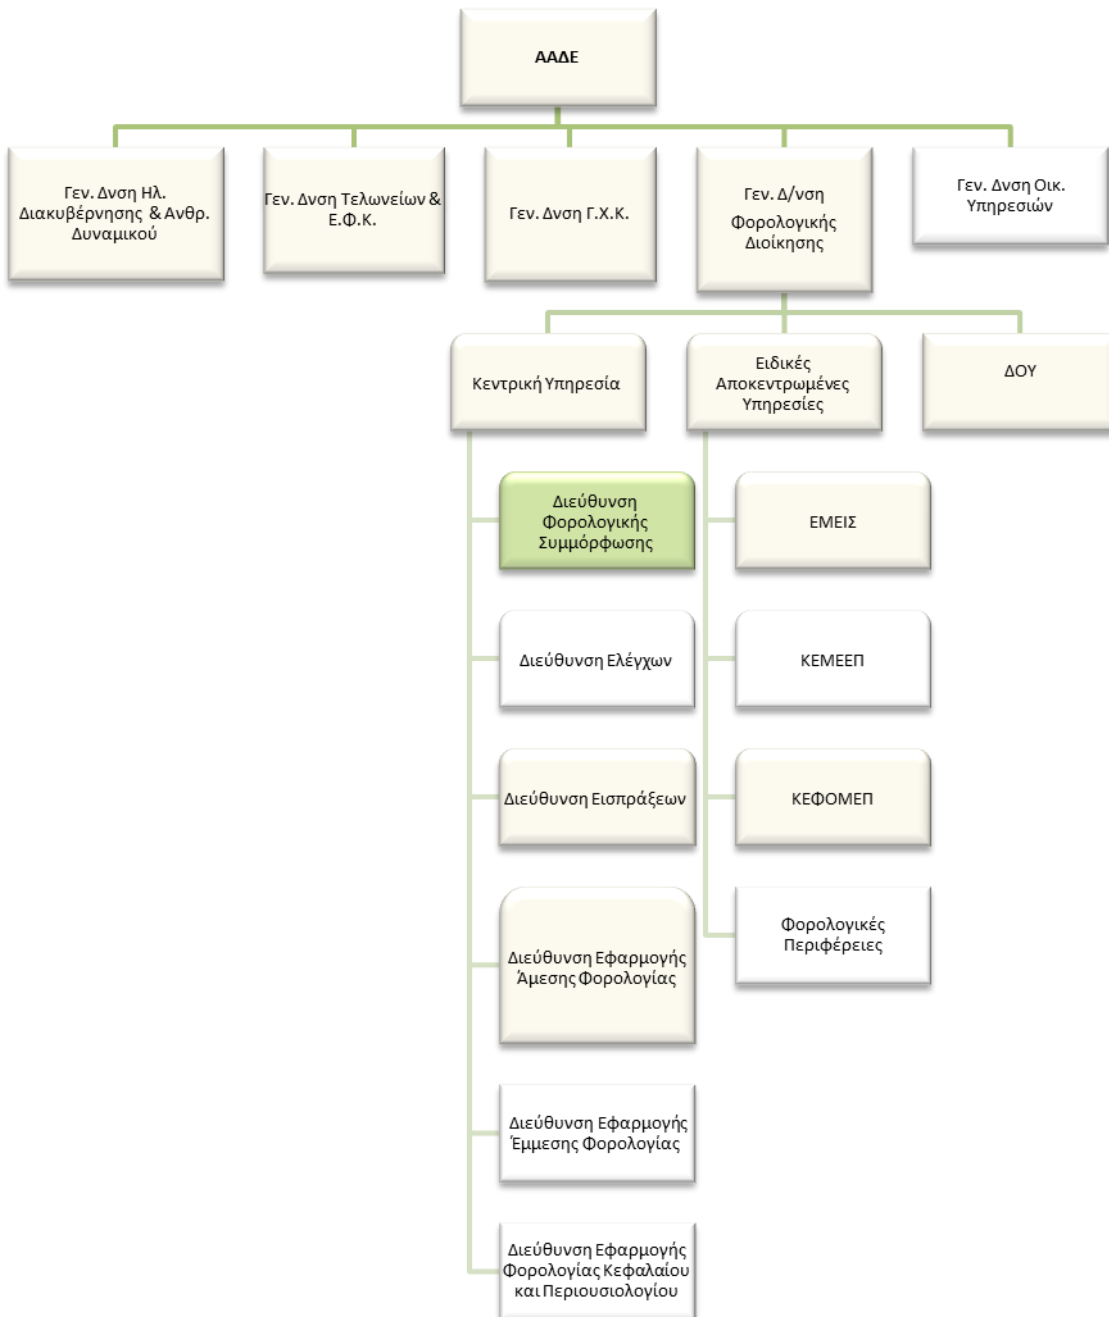 ΑΑΔΕ
Γεν. Δνση Ηλ.
Διακυβέρνησης & Ανθρ.
Δυναμικού
Γεν. Δνση Τελωνείων &
Ε.Φ.Κ.
Γεν. Δνση Γ.Χ.Κ.
Γεν. Δ/νση
Φορολογικής
Διοίκησης
Γεν. Δνση Οικ.
Υπηρεσιών
Κεντρική Υπηρεσία
Ειδικές
Αποκεντρωμένες
Υπηρεσίες
ΔΟΥ
Διεύθυνση
Φορολογικής
Συμμόρφωσης
Διεύθυνση Ελέγχων
Διεύθυνση Εισπράξεων
Διεύθυνση Εφαρμογής
Άμεσης Φορολογίας
Διεύθυνση Εφαρμογής
Έμμεσης Φορολογίας
Διεύθυνση Εφαρμογής
Φορολογίας Κεφαλαίου
και Περιουσιολογίου
ΕΜΕΙΣ
ΚΕΜΕΕΠ
ΚΕΦΟΜΕΠ
Φορολογικές
Περιφέρειες